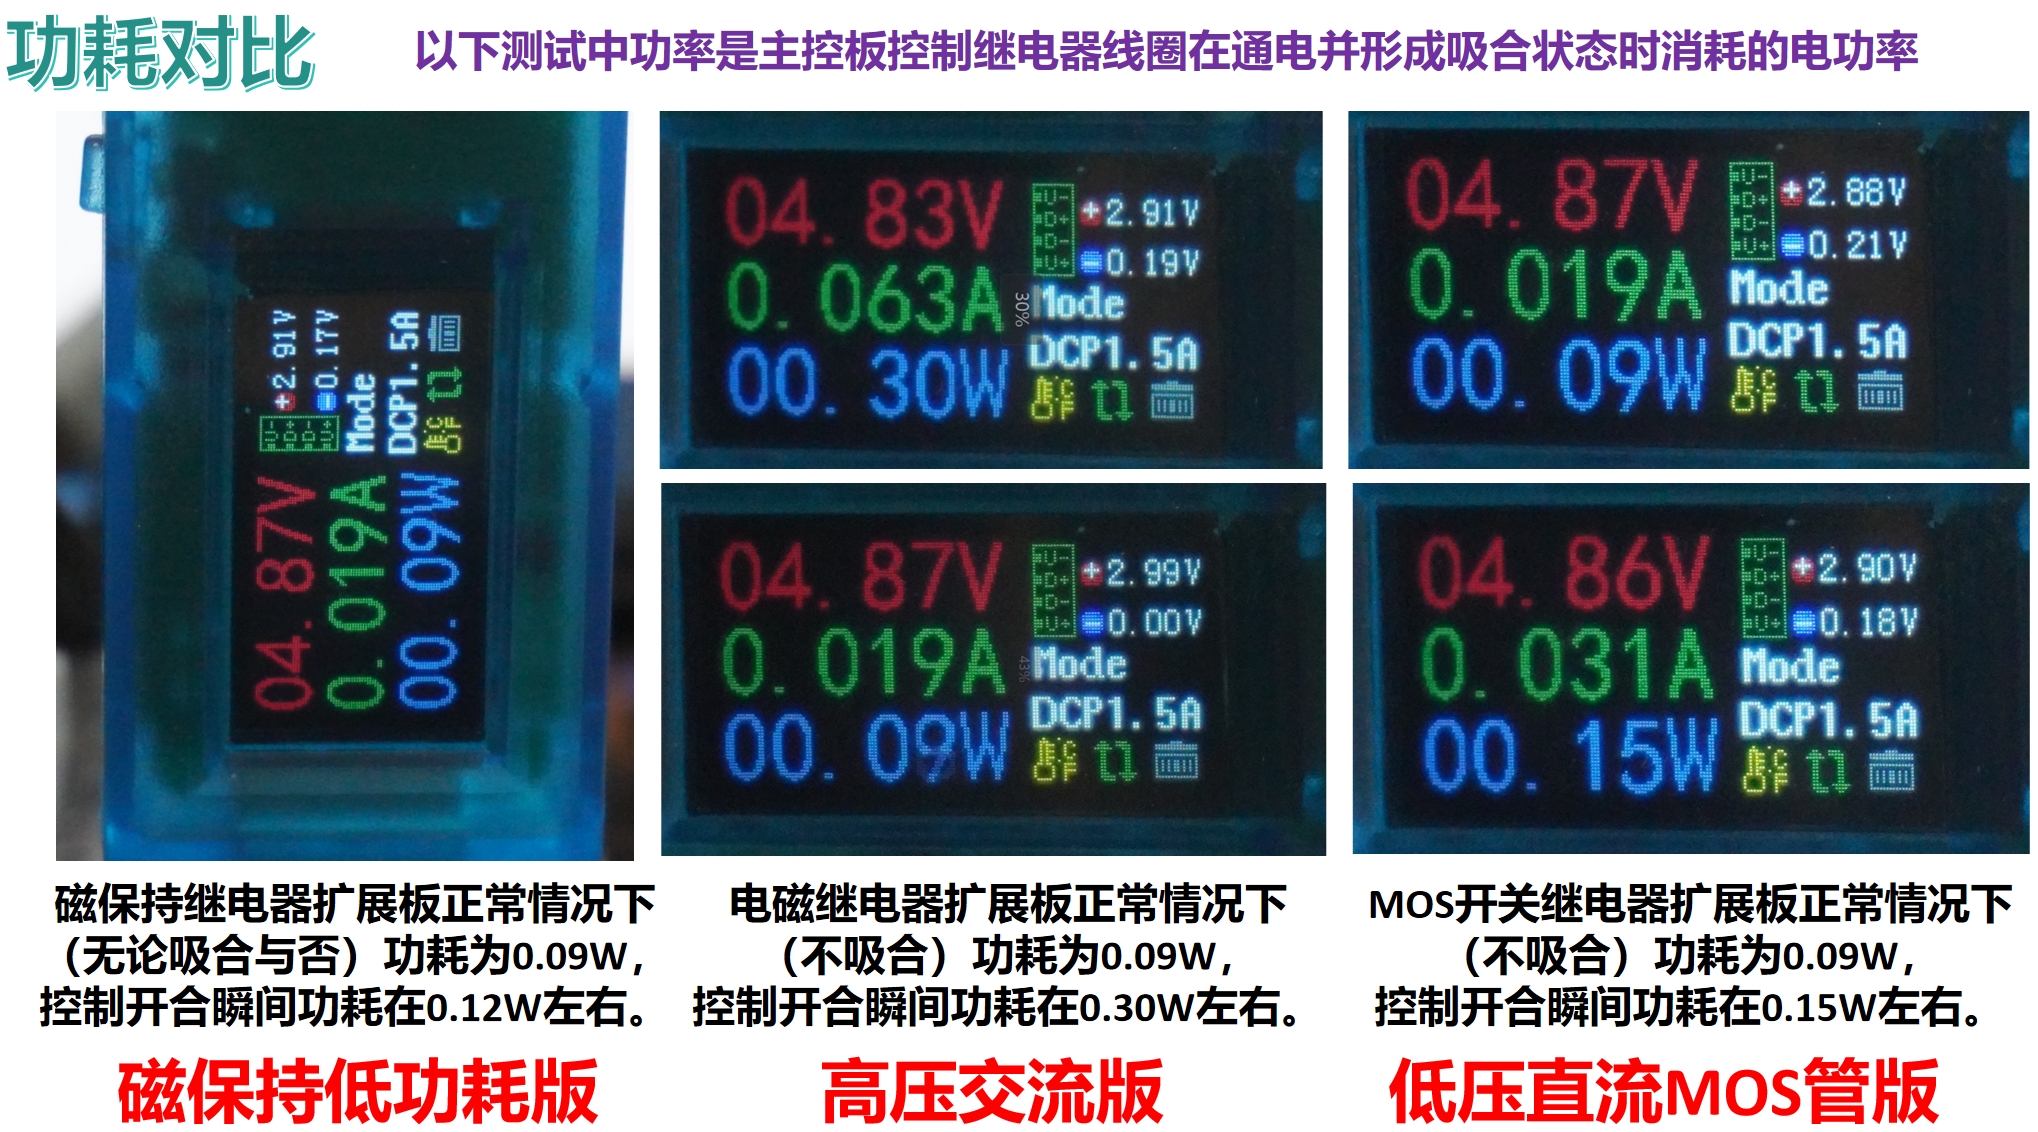 功耗对比
以下测试中功率是主控板控制继电器线圈在通电并形成吸合状态时消耗的电功率
04.87V
0.019A
00.09W
U-
D+
D-
U+
+2.91V
-0.17V
Mode
DCP1.5A
04.83V
0.063A
00.30W
30%
U-
D+
D-
U+
+2.91V
-0.19V
Mode
DCP1.5A
04.87V
0.019A
00.09W
U-
D+
D-
U+
+2.88V
-0.21V
Mode
DCP1.5A
04.87V
0.019A
00.09W
43%
U-
D+
D-
U+
+2.99V
-0.00V
Mode
DCP1.5A
04.86V
0.031A
00.15W
U-
D+
D-
U+
+2.90V
-0.18V
Mode
DCP1.5A
磁保持继电器扩展板正常情况下
（无论吸合与否）功耗为0.09W，
控制开合瞬间功耗在0.12W左右。
磁保持低功耗版
电磁继电器扩展板正常情况下
（不吸合）功耗为0.09W，
控制开合瞬间功耗在0.30W左右。
高压交流版
MOS开关继电器扩展板正常情况下
（不吸合）功耗为0.09W，
控制开合瞬间功耗在0.15W左右。
低压直流MOS管版